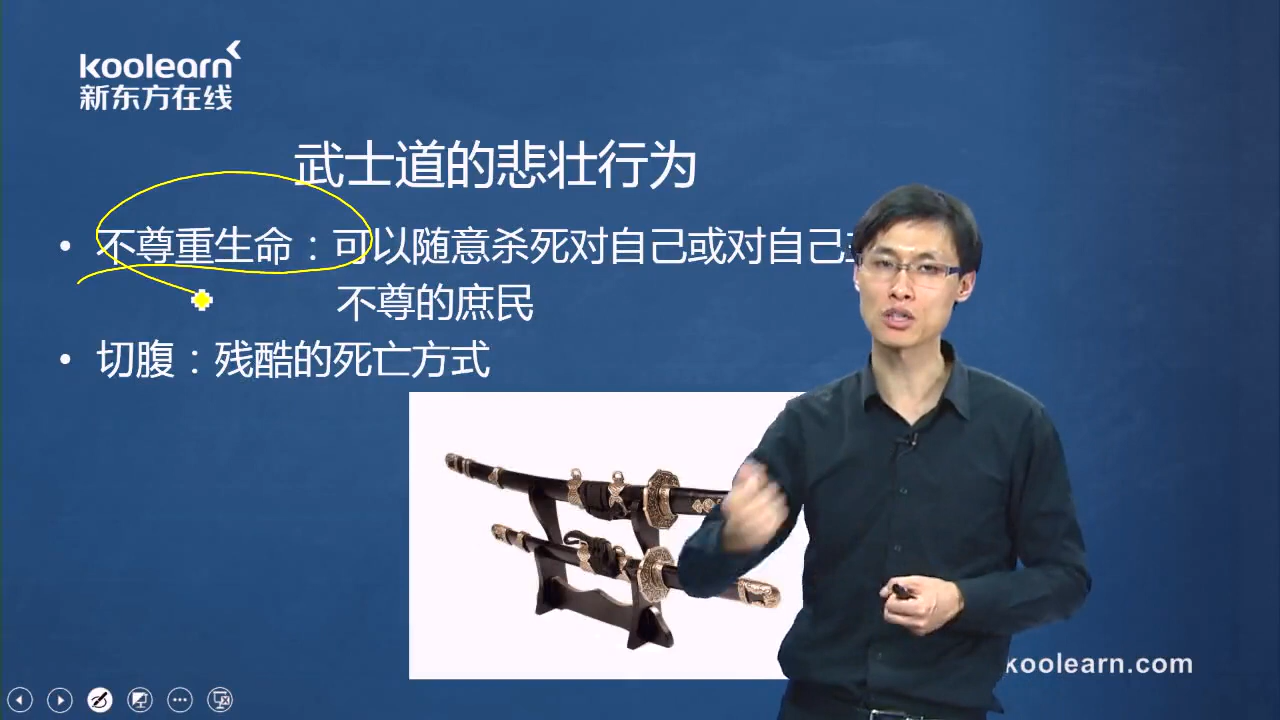 koolearn
新东方在线
武士道的悲壮行为
• 不尊重生命：可以随意杀死对自己或对自己
不尊的庶民
• 切腹：残酷的死亡方式
koolearn.com